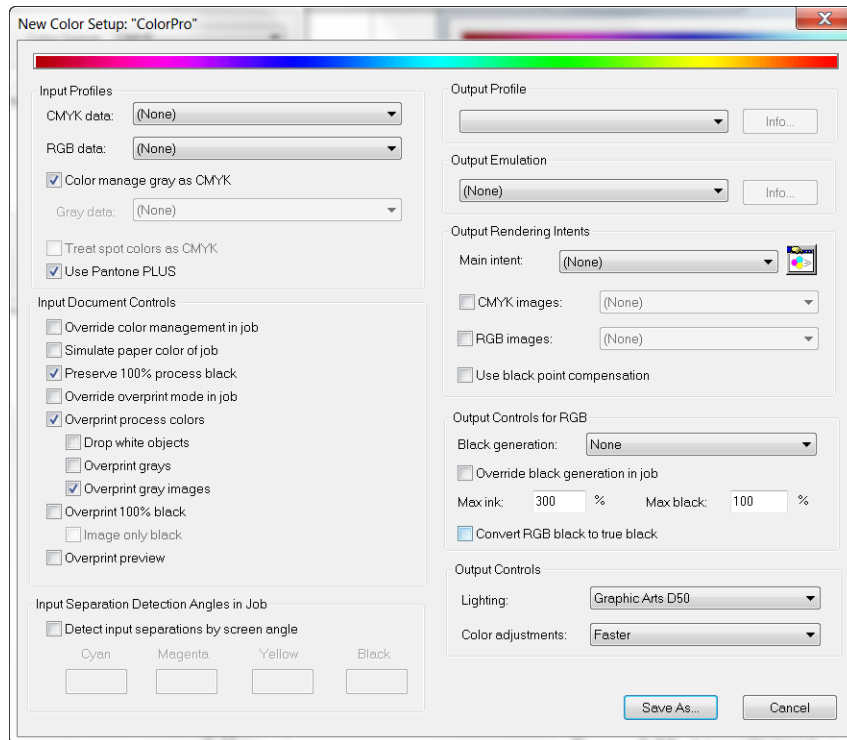 New Color Setup: "ColorPro"
Input Profiles
CMYK data: (None)
RGB data: (None)
Color manage gray as CMYK
Gray data: (None)
Treat spot colors as CMYK
Use Pantone PLUS
Input Document Controls
Override color management in job
Simulate paper color of job
Preserve 100% process black
Override overprint mode in job
Overprint process colors
Drop white objects
Overprint grays
Overprint gray images
Overprint 100% black
Image only black
Overprint preview
Input Separation Detection Angles in Job
Detect input separations by screen angle
Cyan Magenta Yellow Black
Output Profile
Info...
Output Emulation
(None) Info...
Output Rendering Intents
Main intent: (None)
CMYK images: (None)
RGB images: (None)
Use black point compensation
Output Controls for RGB
Black generation: None
Override black generation in job
Max ink: 300 % Max black: 100 %
Convert RGB black to true black
Output Controls
Lighting: Graphic Arts D50
Color adjustments: Faster
Save As... Cancel